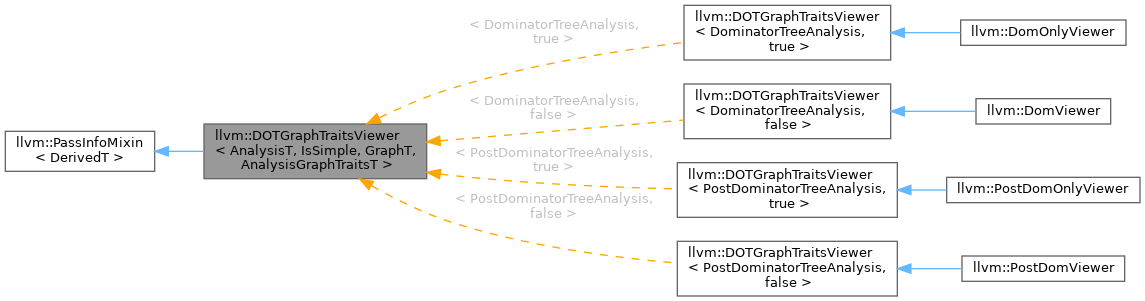 llvm::PassInfoMixin
< DerivedT >
llvm::DOTGraphTraitsViewer
< AnalysisT, IsSimple, GraphT,
AnalysisGraphTraitsT >
< DominatorTreeAnalysis,
true >
< DominatorTreeAnalysis,
false >
< PostDominatorTreeAnalysis,
true >
< PostDominatorTreeAnalysis,
false >
llvm::DOTGraphTraitsViewer
< DominatorTreeAnalysis,
true >
llvm::DomOnlyViewer
llvm::DOTGraphTraitsViewer
< DominatorTreeAnalysis,
false >
llvm::DomViewer
llvm::DOTGraphTraitsViewer
< PostDominatorTreeAnalysis,
true >
llvm::PostDomOnlyViewer
llvm::DOTGraphTraitsViewer
< PostDominatorTreeAnalysis,
false >
llvm::PostDomViewer